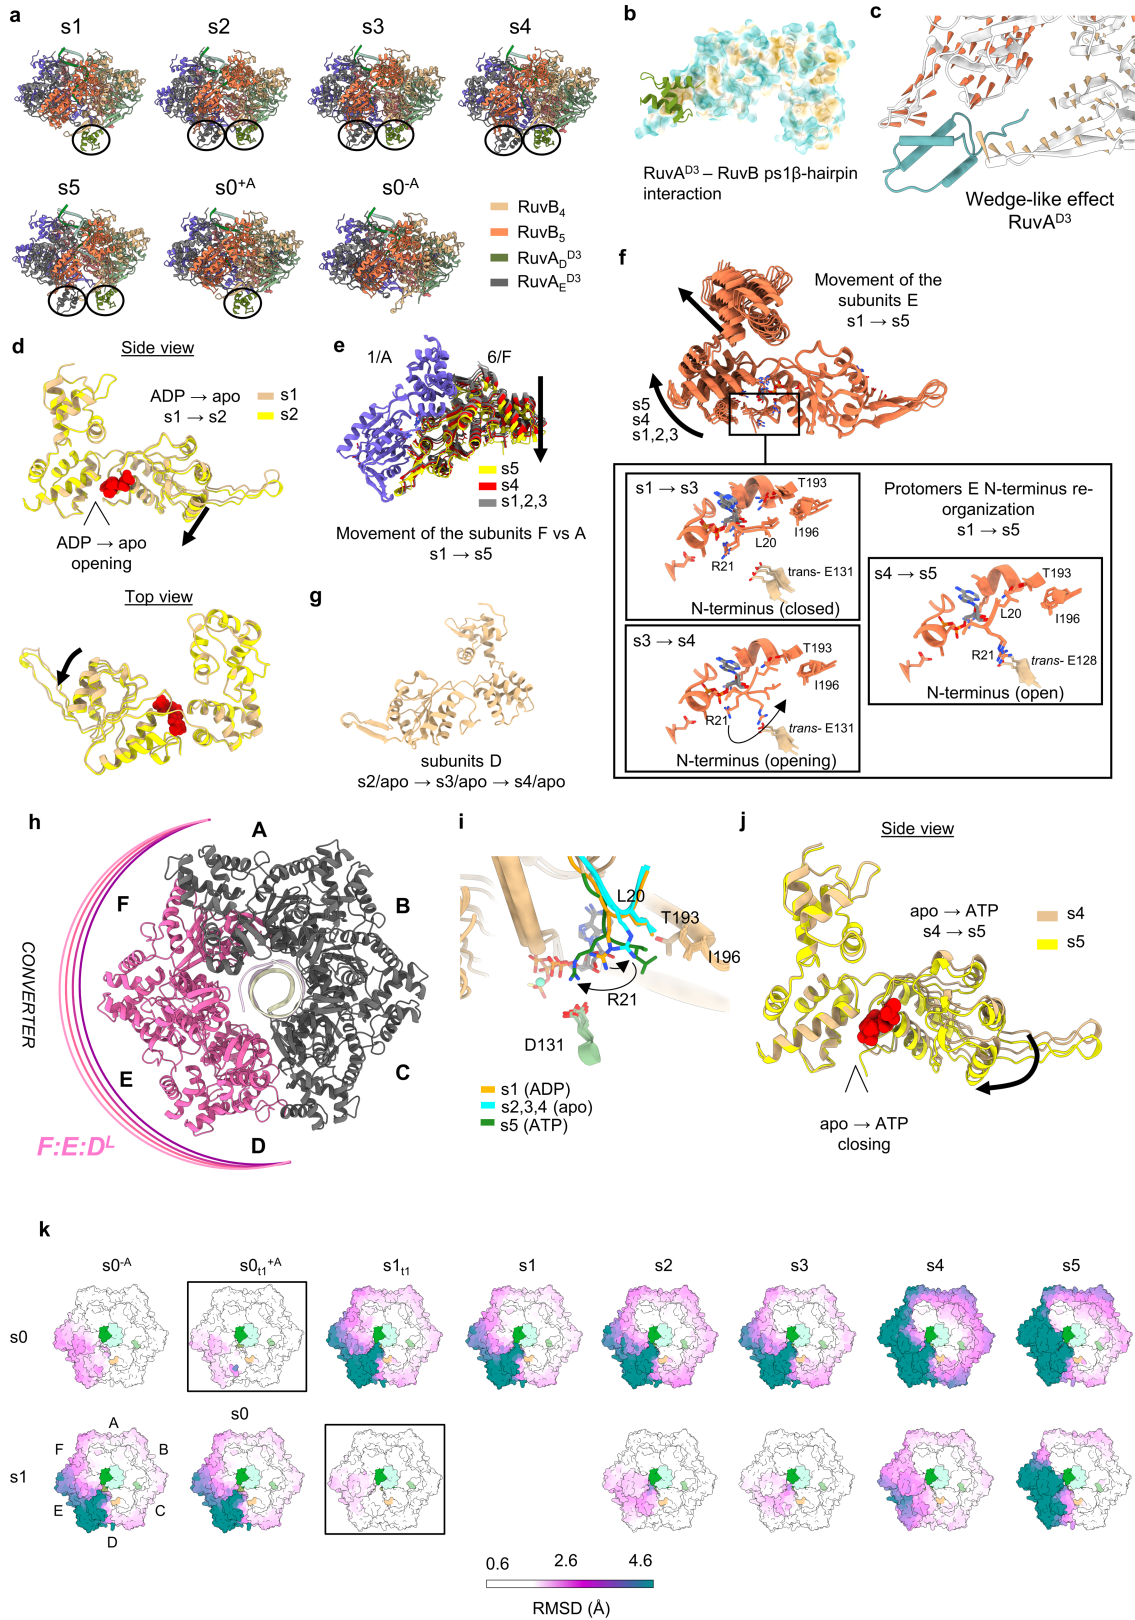 a
s1
s2
s3
s4
s5
s0+A
s0-A
RuvB4
RuvB5
RuvAD D3
RuvAE D3
b
RuvAD3 – RuvB ps1β-hairpin
interaction
c
Wedge-like effect
RuvAD3
d
Side view
ADP → apo
s1 → s2
s1
s2
ADP → apo
opening
Top view
e
1/A
6/F
s5
s4
s1,2,3
Movement of the subunits F vs A
s1 → s5
f
Movement of the
subunits E
s1 → s5
s5
s4
s1,2,3
s1 → s3
T193
L20
I196
R21
trans- E131
N-terminus (closed)
Protomers E N-terminus re-
organization
s1 → s5
s3 → s4
T193
I196
R21
trans- E131
N-terminus (opening)
s4 → s5
T193
L20
I196
R21
trans- E128
N-terminus (open)
g
subunits D
s2/apo → s3/apo → s4/apo
h
A
B
C
D
E
F
CONVERTER
F:E:DL
i
L20
T193
I196
R21
D131
s1 (ADP)
s2,3,4 (apo)
s5 (ATP)
j
Side view
apo → ATP
s4 → s5
s4
s5
apo → ATP
closing
k
s0-A
s0t1+A
s1t1
s1
s2
s3
s4
s5
s0
s0
s1
A
F
B
E
C
D
0.6
2.6
4.6
RMSD (Å)